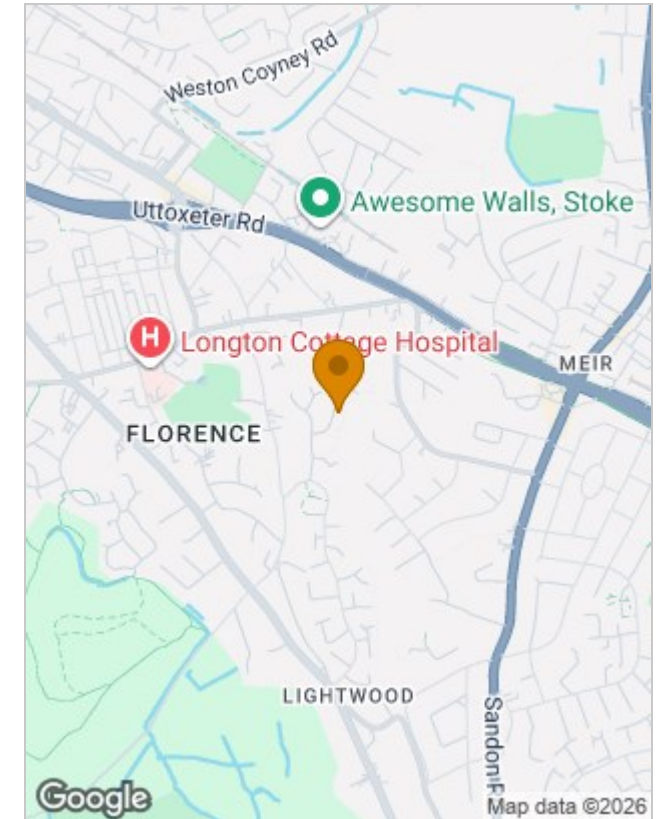 Weston Coyney Rd
Awesome Walls, Stoke
Uttoxeter Rd
H
Longton Cottage Hospital
MEIR
FLORENCE
LIGHTWOOD
Sandon R
Google
Map data ©2026